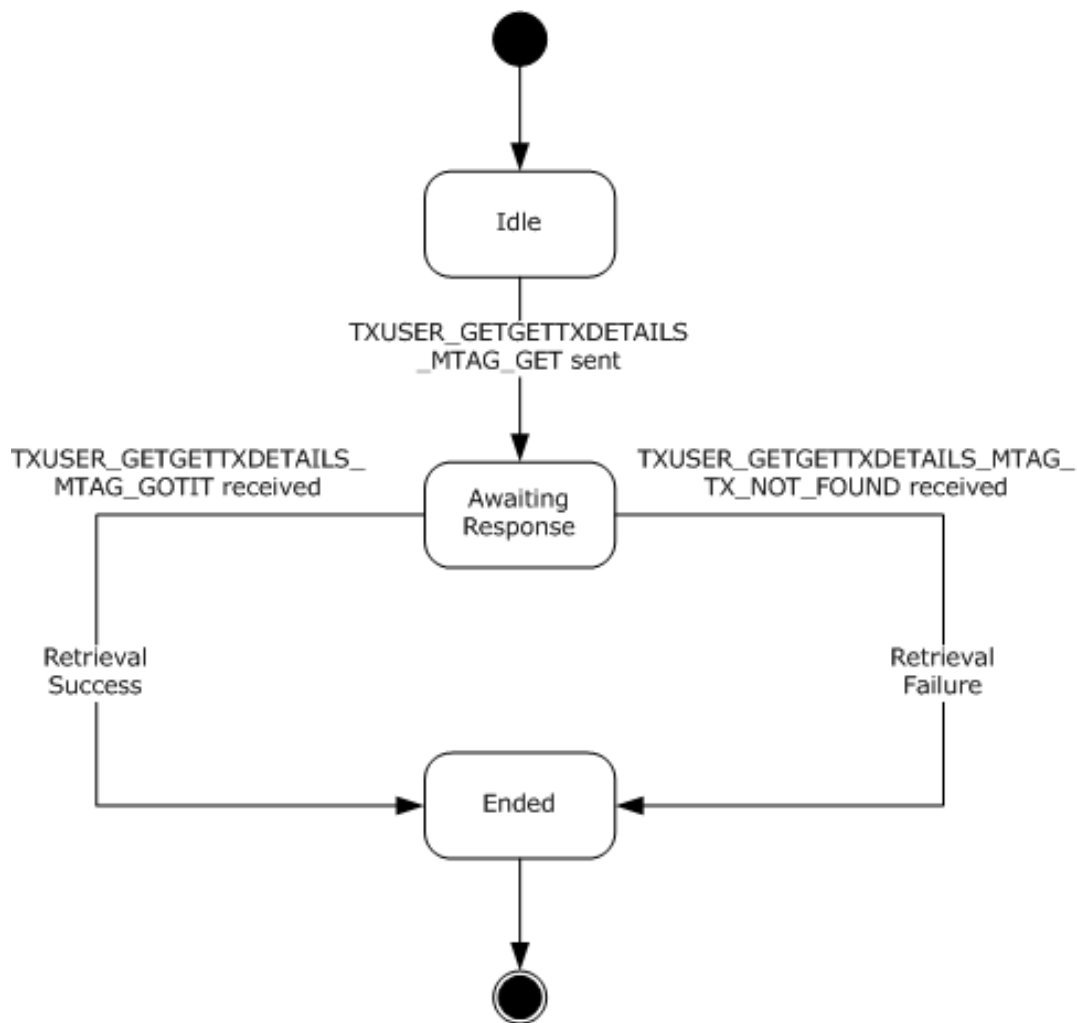 Idle
TXUSER_GETGETTXDETAILS
_MTAG_GET sent
TXUSER_GETGETTXDETAILS_
MTAG_GOTIT received
TXUSER_GETGETTXDETAILS_MTAG_
TX_NOT_FOUND received
Awaiting
Response
Retrieval
Success
Retrieval
Failure
Ended